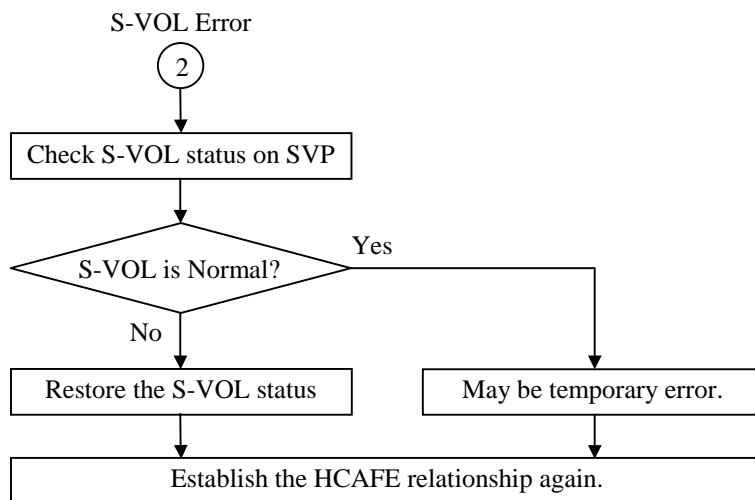 S-VOL Error
2
Check S-VOL status on SVP
S-VOL is Normal?
Yes
No
Restore the S-VOL status
May be temporary error.
Establish the HCAFE relationship again.